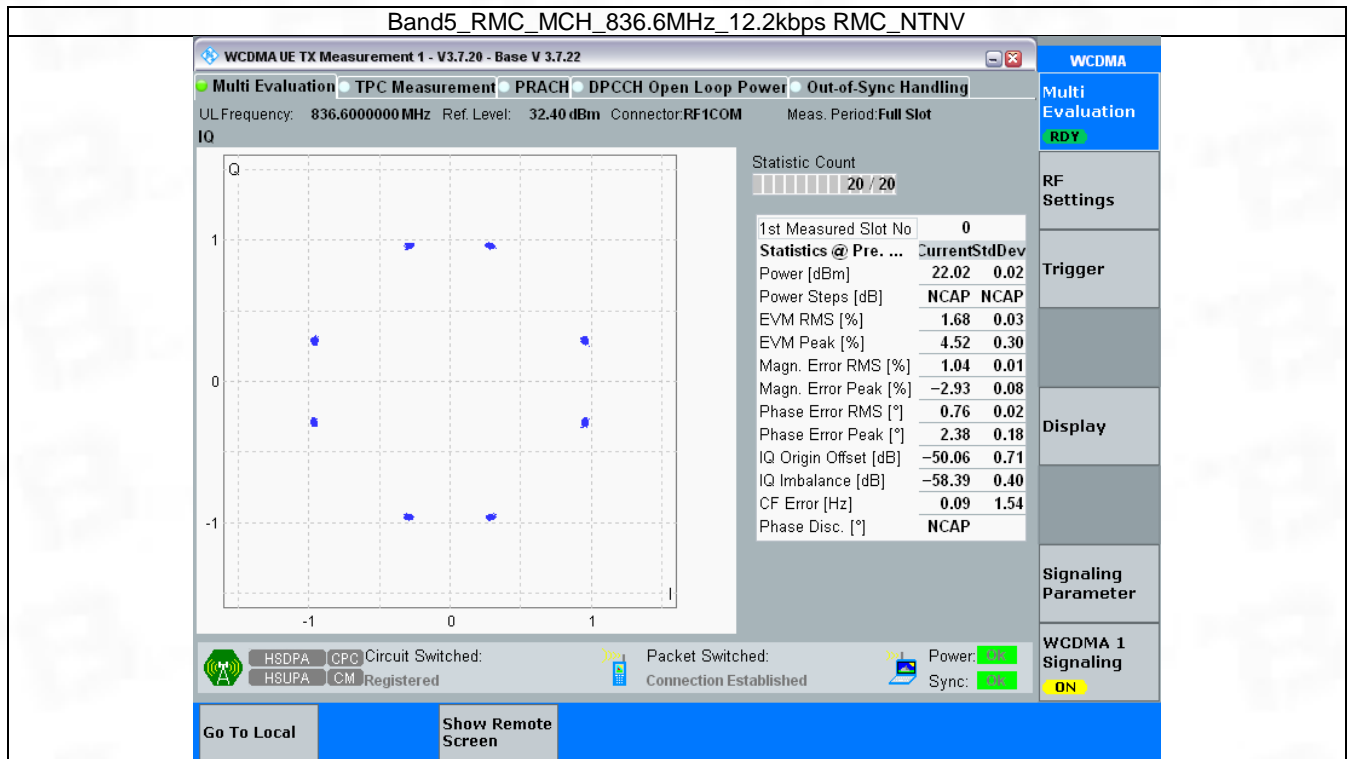 Band5_RMC_MCH_836.6MHz_12.2kbps RMC_NTNV
WCDMA UE TX Measurement 1 - V3.7.20 - Base V 3.7.22
WCDMA
Multi Evaluation TPC Measurement PRACH DPCCH Open Loop Power Out-of-Sync Handling
Multi
Evaluation
RDY
UL Frequency: 836.6000000 MHz Ref. Level: 32.40 dBm Connector:RF1COM Meas. Period:Full Slot
IQ
Q
1
0
-1
I
-1 0 1
Statistic Count
20 / 20
1st Measured Slot No 0
Statistics @ Pre. ... Current StdDev
Power [dBm] 22.02 0.02
Power Steps [dB] NCAP NCAP
EVM RMS [%] 1.68 0.03
EVM Peak [%] 4.52 0.30
Magn. Error RMS [%] 1.04 0.01
Magn. Error Peak [%] −2.93 0.08
Phase Error RMS [°] 0.76 0.02
Phase Error Peak [°] 2.38 0.18
IQ Origin Offset [dB] −50.06 0.71
IQ Imbalance [dB] −58.39 0.40
CF Error [Hz] 0.09 1.54
Phase Disc. [°] NCAP
RF
Settings
Trigger
Display
Signaling
Parameter
WCDMA 1
Signaling
ON
HSDPA CPC Circuit Switched: Packet Switched: Power: Ok
HSUPA CM Registered Connection Established Sync: Ok
Go To Local
Show Remote
Screen